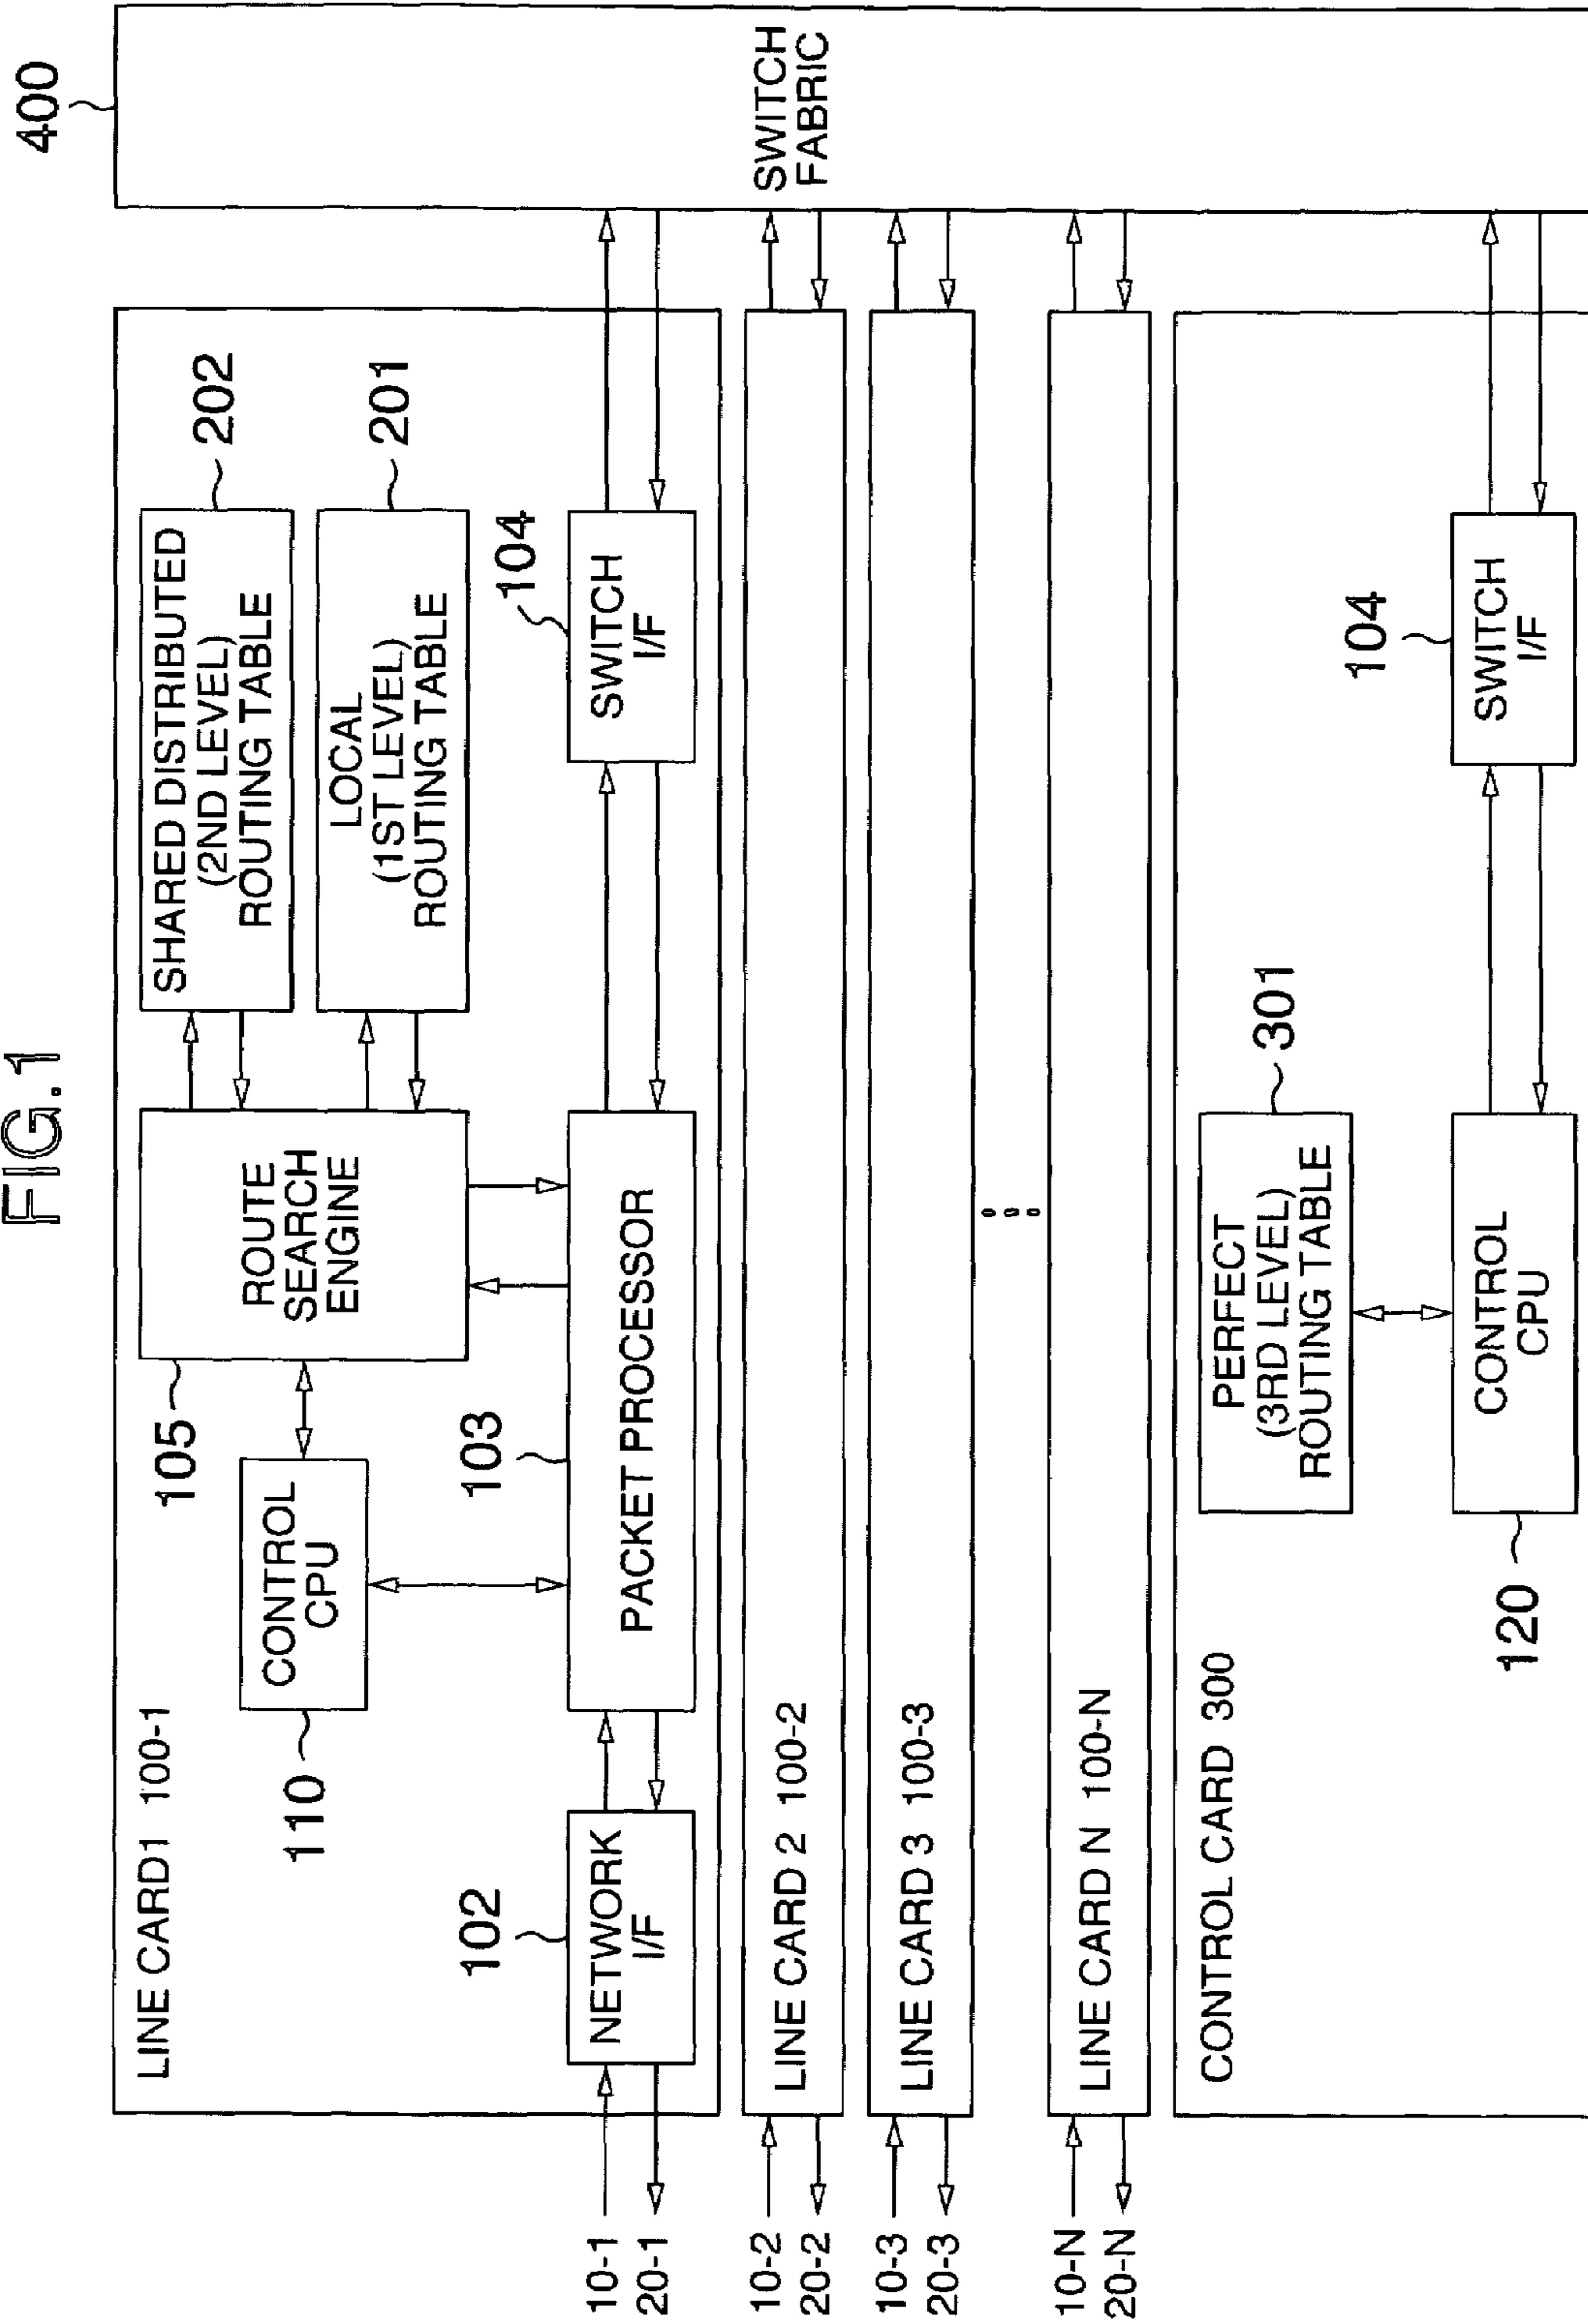 FIG.1
LINE CARD1 100-1
110
CONTROL
CPU
105
ROUTE
SEARCH
ENGINE
SHARED DISTRIBUTED
(2ND LEVEL)
ROUTING TABLE
202
LOCAL
(1ST LEVEL)
ROUTING TABLE
201
102
NETWORK
I/F
103
PACKET PROCESSOR
104
SWITCH
I/F
10-1
20-1
LINE CARD 2 100-2
10-2
20-2
LINE CARD 3 100-3
10-3
20-3
LINE CARD N 100-N
10-N
20-N
CONTROL CARD 300
PERFECT
(3RD LEVEL)
ROUTING TABLE
301
120
CONTROL
CPU
104
SWITCH
I/F
400
SWITCH
FABRIC